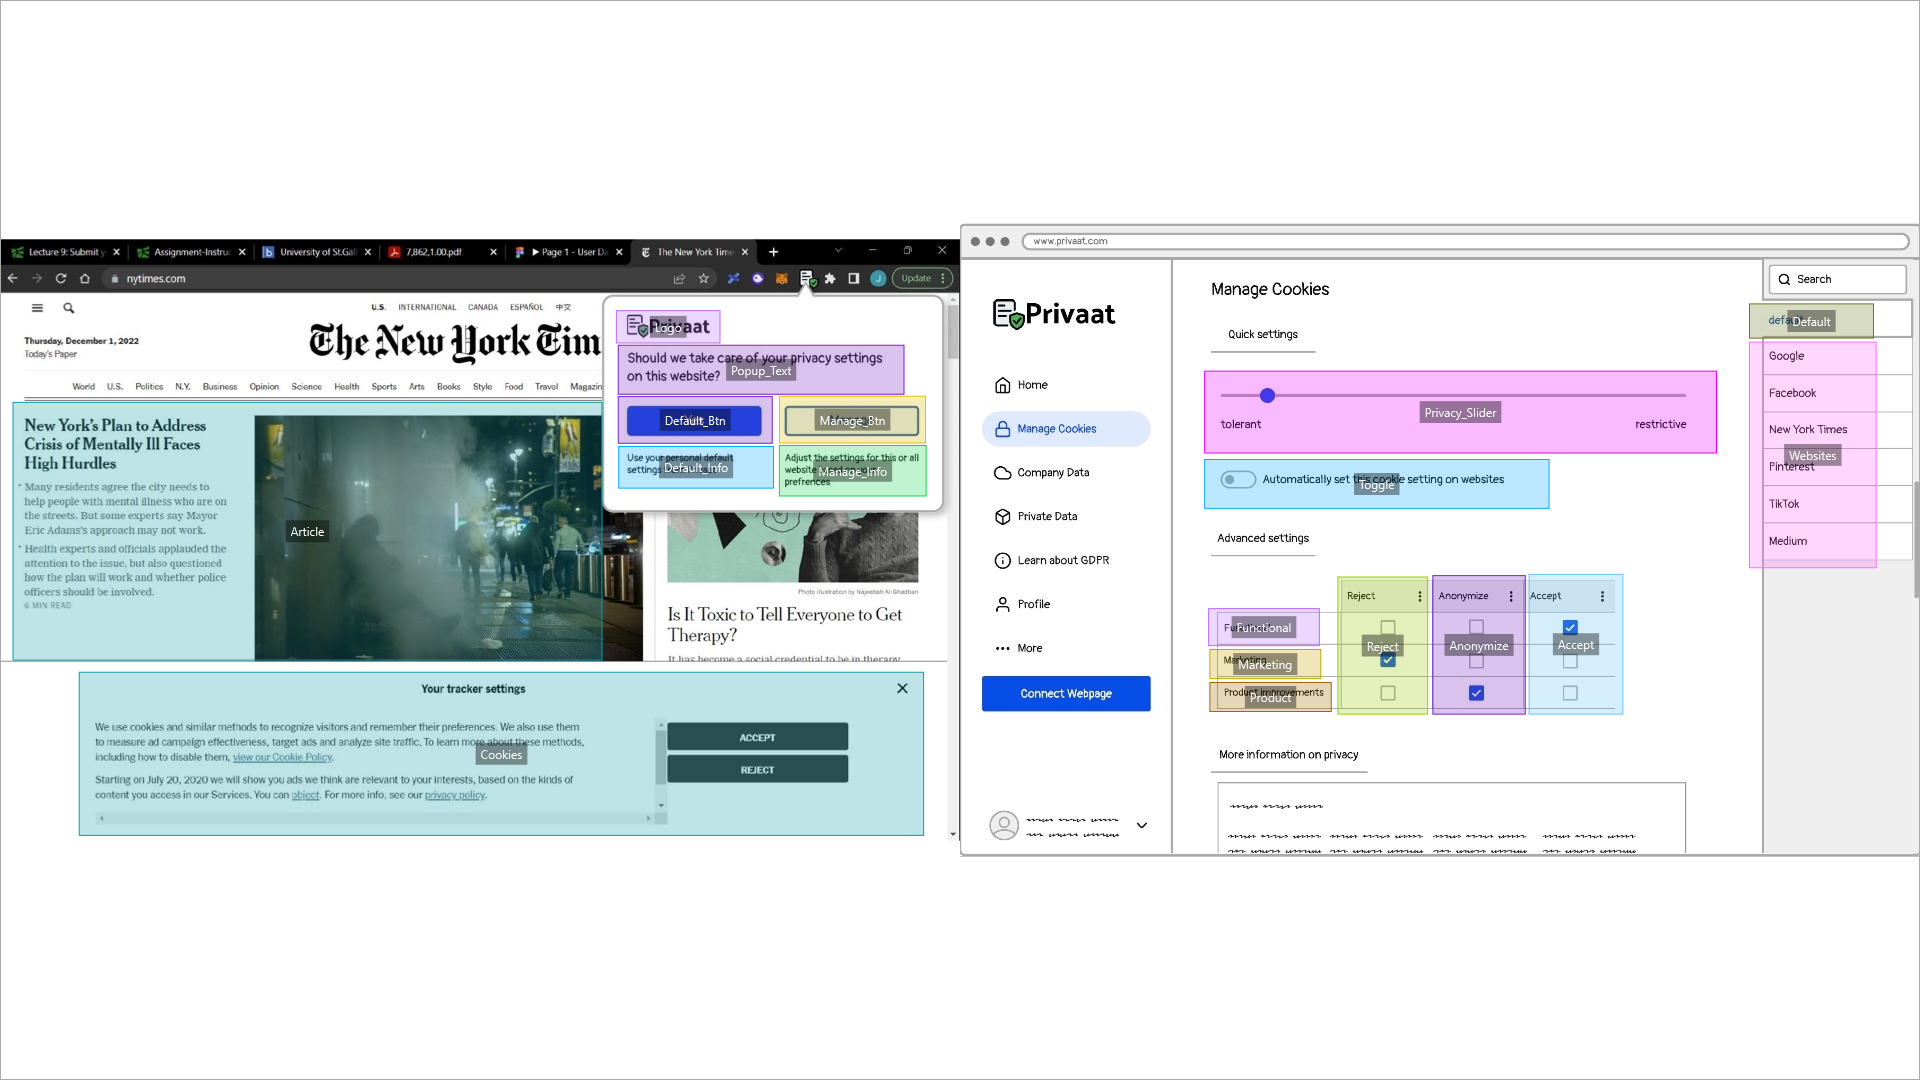 Lecture 9: Submit y
Assignment-Instruc
University of St.Gall
7,862,1.00.pdf
Page 1 - User Da
The New York Time
nytimes.com
J
Update
U.S. INTERNATIONAL CANADA ESPAÑOL 中文
Thursday, December 1, 2022
Today's Paper
The New York Tim
World U.S. Politics N.Y. Business Opinion Science Health Sports Arts Books Style Food Travel Magazin
Privaat
Logo
Should we take care of your privacy settings
on this website?
Popup_Text
Default_Btn
Manage_Btn
Use your personal default
settings
Default_Info
Adjust the settings for this or all
website
prefrences
Manage_Info
New York's Plan to Address
Crisis of Mentally Ill Faces
High Hurdles
Many residents agree the city needs to
help people with mental illness who are on
the streets. But some experts say Mayor
Eric Adams's approach may not work.
Health experts and officials applauded the
attention to the issue, but also questioned
how the plan will work and whether police
officers should be involved.
6 MIN READ
Article
Photo illustration by Najeebah Al-Ghadban
Is It Toxic to Tell Everyone to Get
Therapy?
It has become a social credential to be in therapy
Your tracker settings
We use cookies and similar methods to recognize visitors and remember their preferences. We also use them
to measure ad campaign effectiveness, target ads and analyze site traffic. To learn more about these methods,
including how to disable them, view our Cookie Policy.
Cookies
Starting on July 20, 2020 we will show you ads we think are relevant to your interests, based on the kinds of
content you access in our Services. You can object. For more info, see our privacy policy.
ACCEPT
REJECT
www.privaat.com
Privaat
Home
Manage Cookies
Company Data
Private Data
Learn about GDPR
Profile
More
Connect Webpage
Manage Cookies
Quick settings
tolerant
restrictive
Privacy_Slider
Automatically set this cookie setting on websites
Toggle
Advanced settings
Reject Anonymize Accept
Functional
Marketing
Marketing
Product improvements
Product
Reject
Anonymize
Accept
More information on privacy
Search
default
Default
Google
Facebook
New York Times
Websites
Pinterest
TikTok
Medium